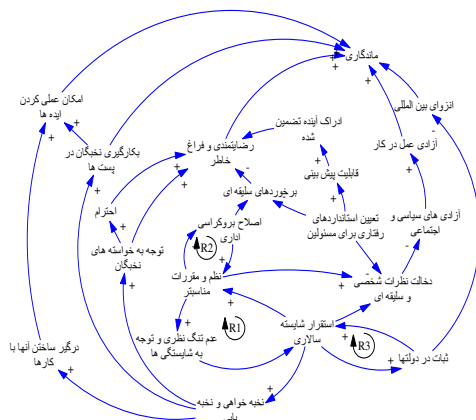 ماندگاری
امکان عملی کردن
ایده ها
انزوای بین المللی
ادراک آینده تضمین
شده
رضایتمندی و فراغ
خاطر
آزادی عمل در کار
بکارگیری نخبگان در
پست ها
قابلیت پیش بینی
برخوردهای سلیقه ای
احترام
تعیین استانداردهای
رفتاری برای مسئولین
آزادی های سیاسی و
اجتماعی
اصلاح بروکراسی
اداری
توجه به خواسته های
نخبگان
R2
نظم و مقررات
مناسبتر
دخالت نظرات شخصی
و سلیقه ای
R1
استقرار شایسته
سالاری
R3
عدم تنگ نظری و توجه
به شایستگی ها
درگیر ساختن آنها با
کارها
ثبات در دولتها
نخبه خواهی و نخبه
یابی